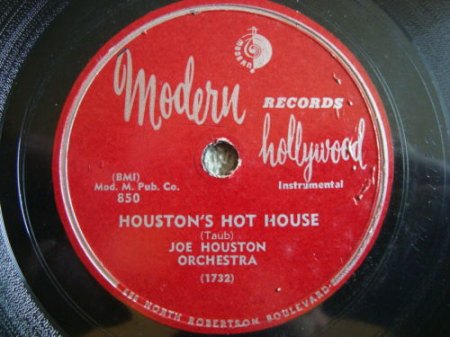 MODERN
Modern
RECORDS
hollywood
(BMI)
Mod. M. Pub. Co.
850
Instrumental
HOUSTON'S HOT HOUSE
(Taub)
JOE HOUSTON
ORCHESTRA
(1732)
NORTH ROBERTSON BOULEVARD